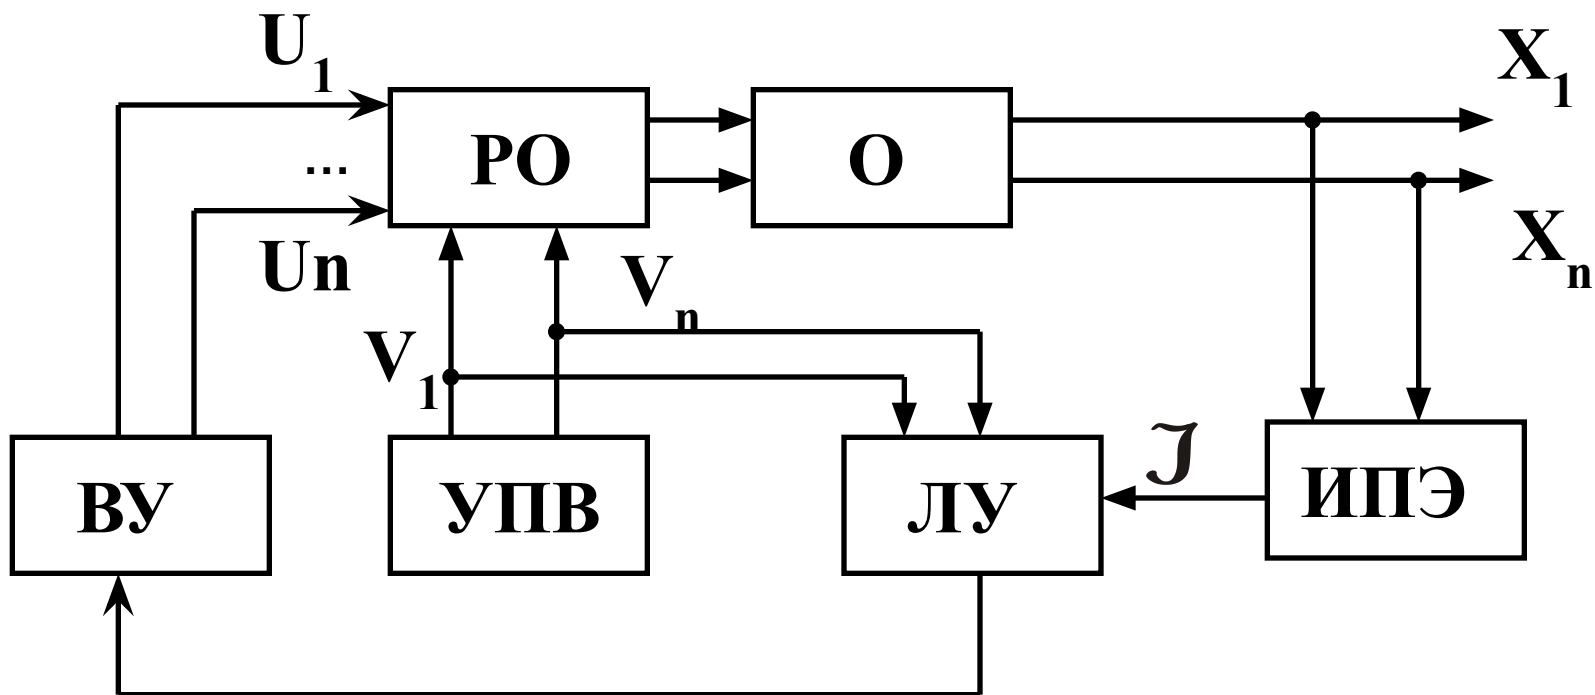 U1
X1
РО
О
...
Un
Xn
Vn
V1
J
ВУ
УПВ
ЛУ
ИПЭ